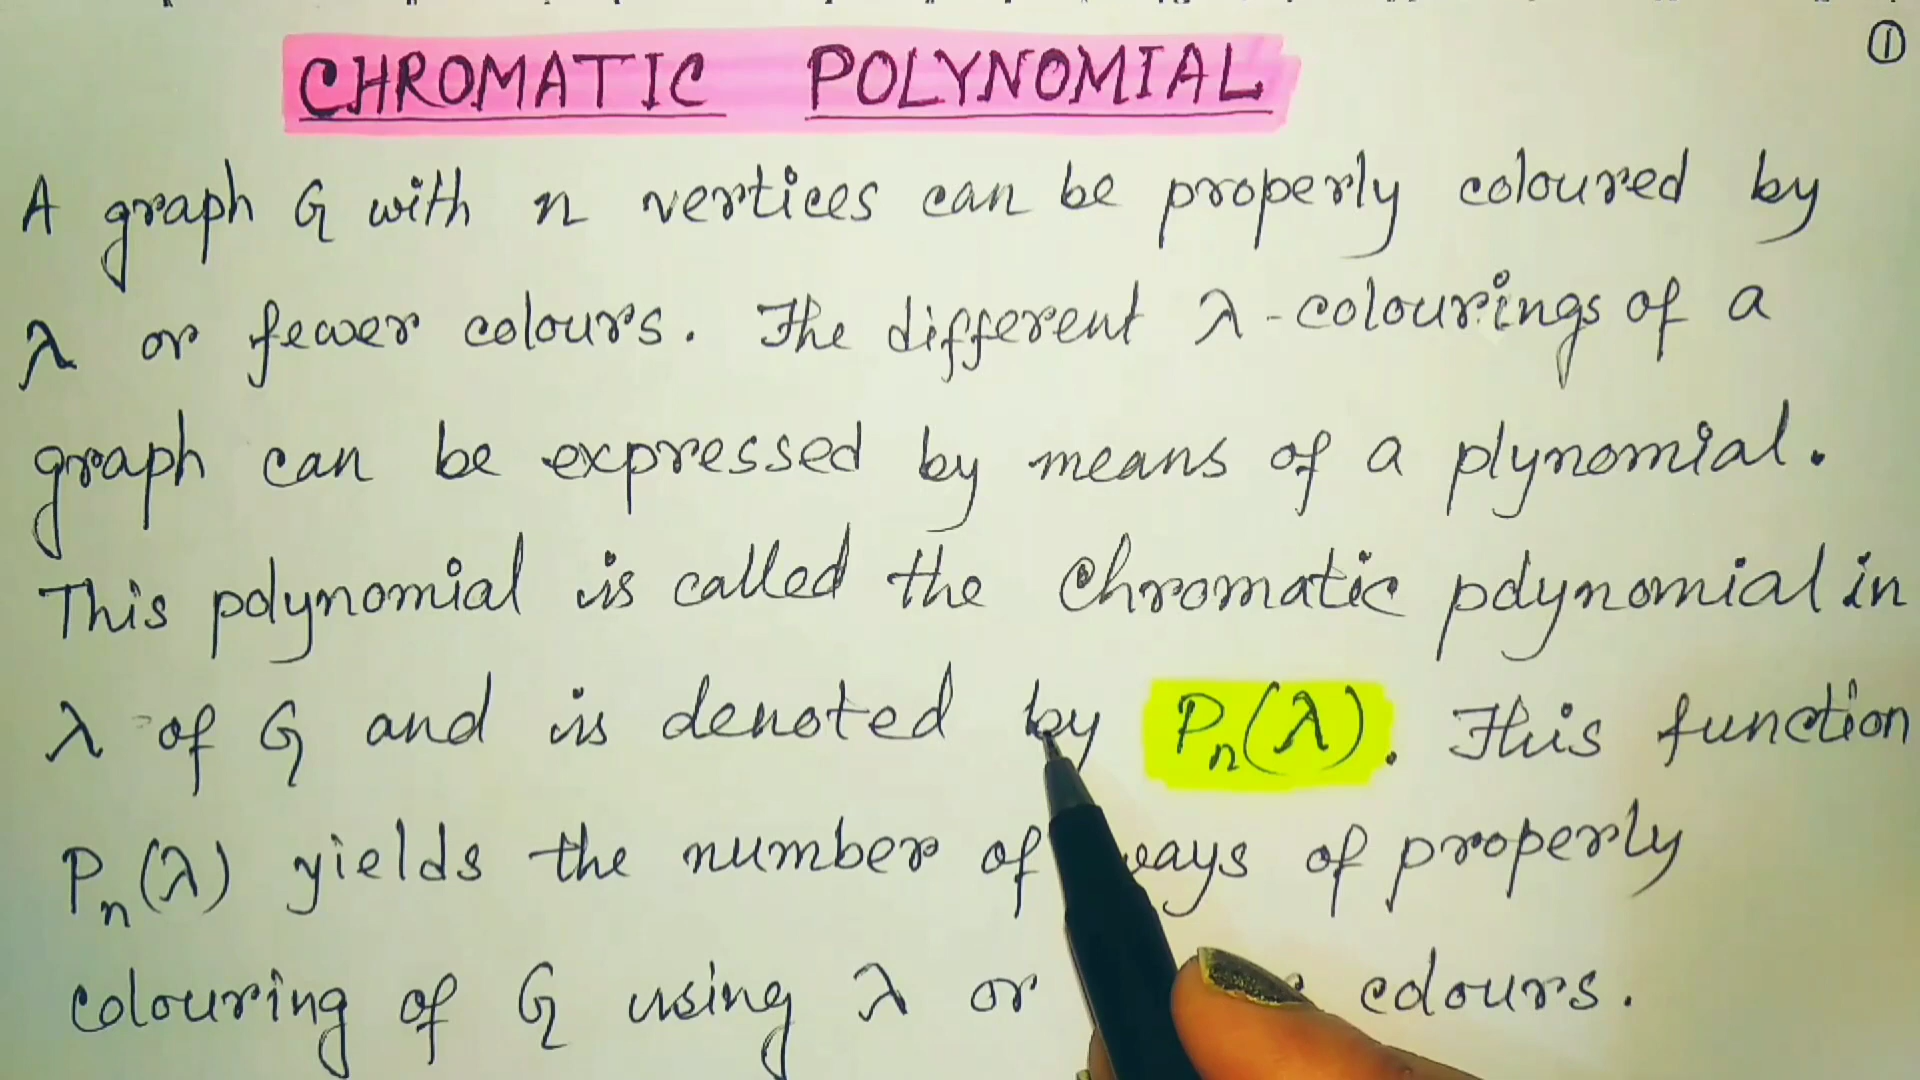 ①
CHROMATIC POLYNOMIAL
A graph G with n vertices can be properly coloured by
λ or fewer colours. The different λ-colourings of a
graph can be expressed by means of a plynomial.
This polynomial is called the Chromatic polynomial in
λ of G and is denoted by Pₙ(λ). This function
Pₙ(λ) yields the number of ways of properly
colouring of G using λ or colours.